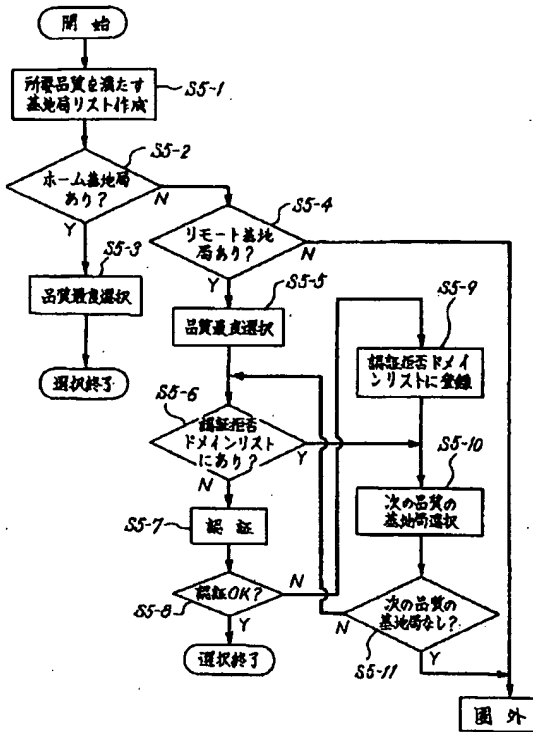 開 始
所要品質を満たす
基地局リスト作成
S5-1
S5-2
ホーム基地局
あり?
N
Y
S5-3
品質最良選択
選択終了
S5-4
リモート基地
局あり?
N
Y
S5-5
品質最良選択
S5-6
認証拒否
ドメインリスト
にあり?
Y
N
S5-7
認 証
S5-8
認証OK?
N
Y
選択終了
S5-9
認証拒否ドメ
インリストに登録
S5-10
次の品質の
基地局選択
次の品質の
基地局なし?
N
Y
S5-11
圏 外